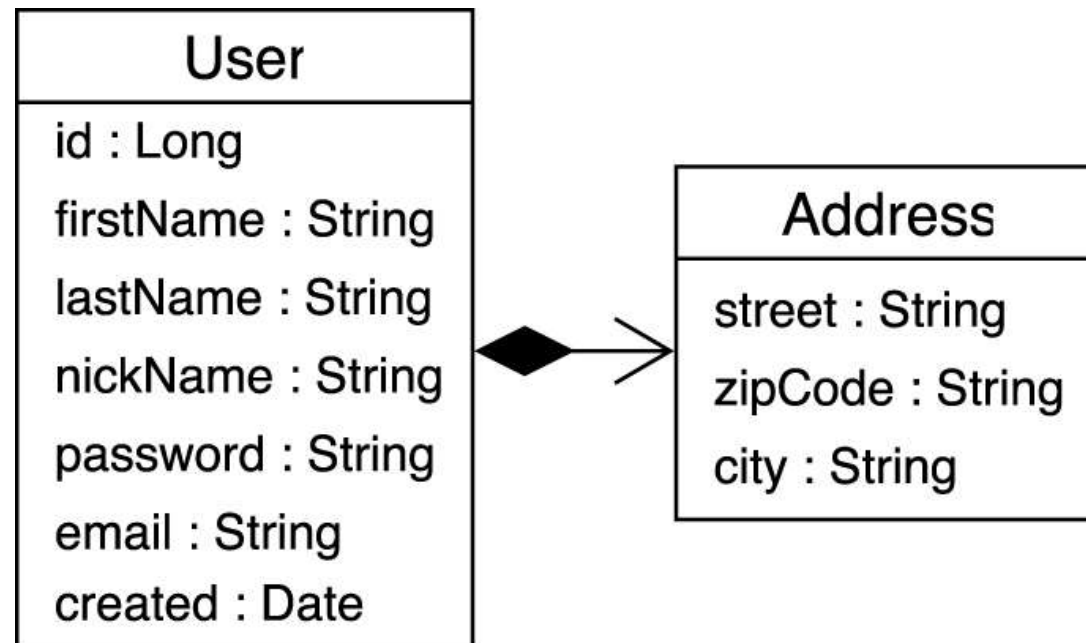 User
id : Long
firstName : String
lastName : String
nickName : String
password : String
email : String
created : Date
Address
street : String
zipCode : String
city : String